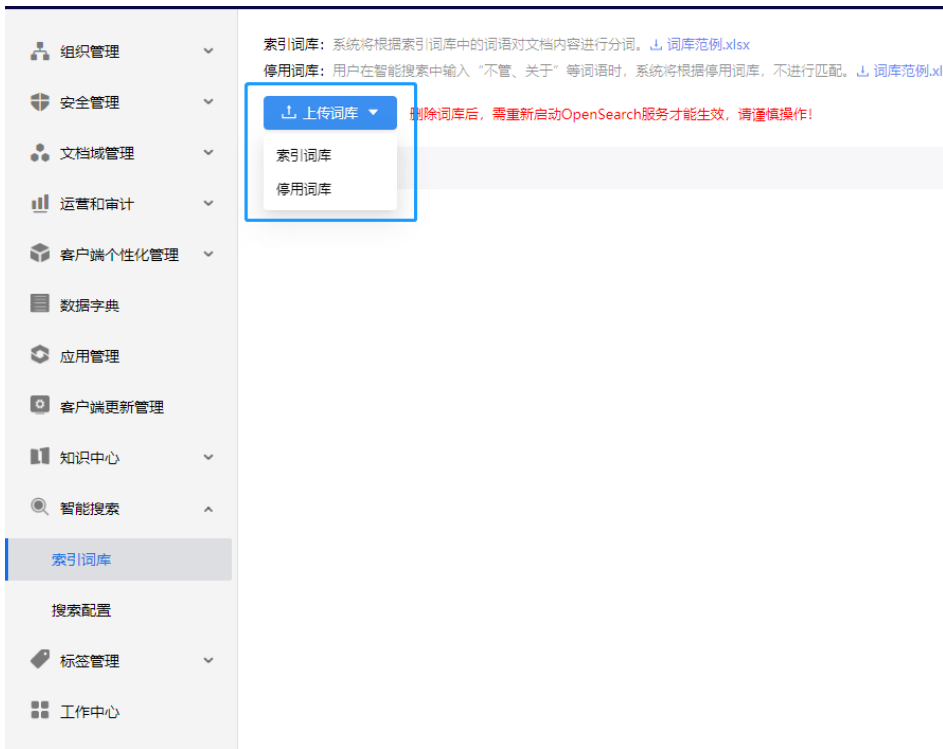 组织管理
安全管理
文档域管理
运营和审计
客户端个性化管理
数据字典
应用管理
客户端更新管理
知识中心
智能搜索
索引词库
搜索配置
标签管理
工作中心
索引词库：系统将根据索引词库中的词语对文档内容进行分词。 词库范例.xlsx
停用词库：用户在智能搜索中输入“不管、关于”等词语时，系统将根据停用词库，不进行匹配。 词库范例.xl
上传词库 删除词库后，需重新启动OpenSearch服务才能生效，请谨慎操作！
索引词库
停用词库